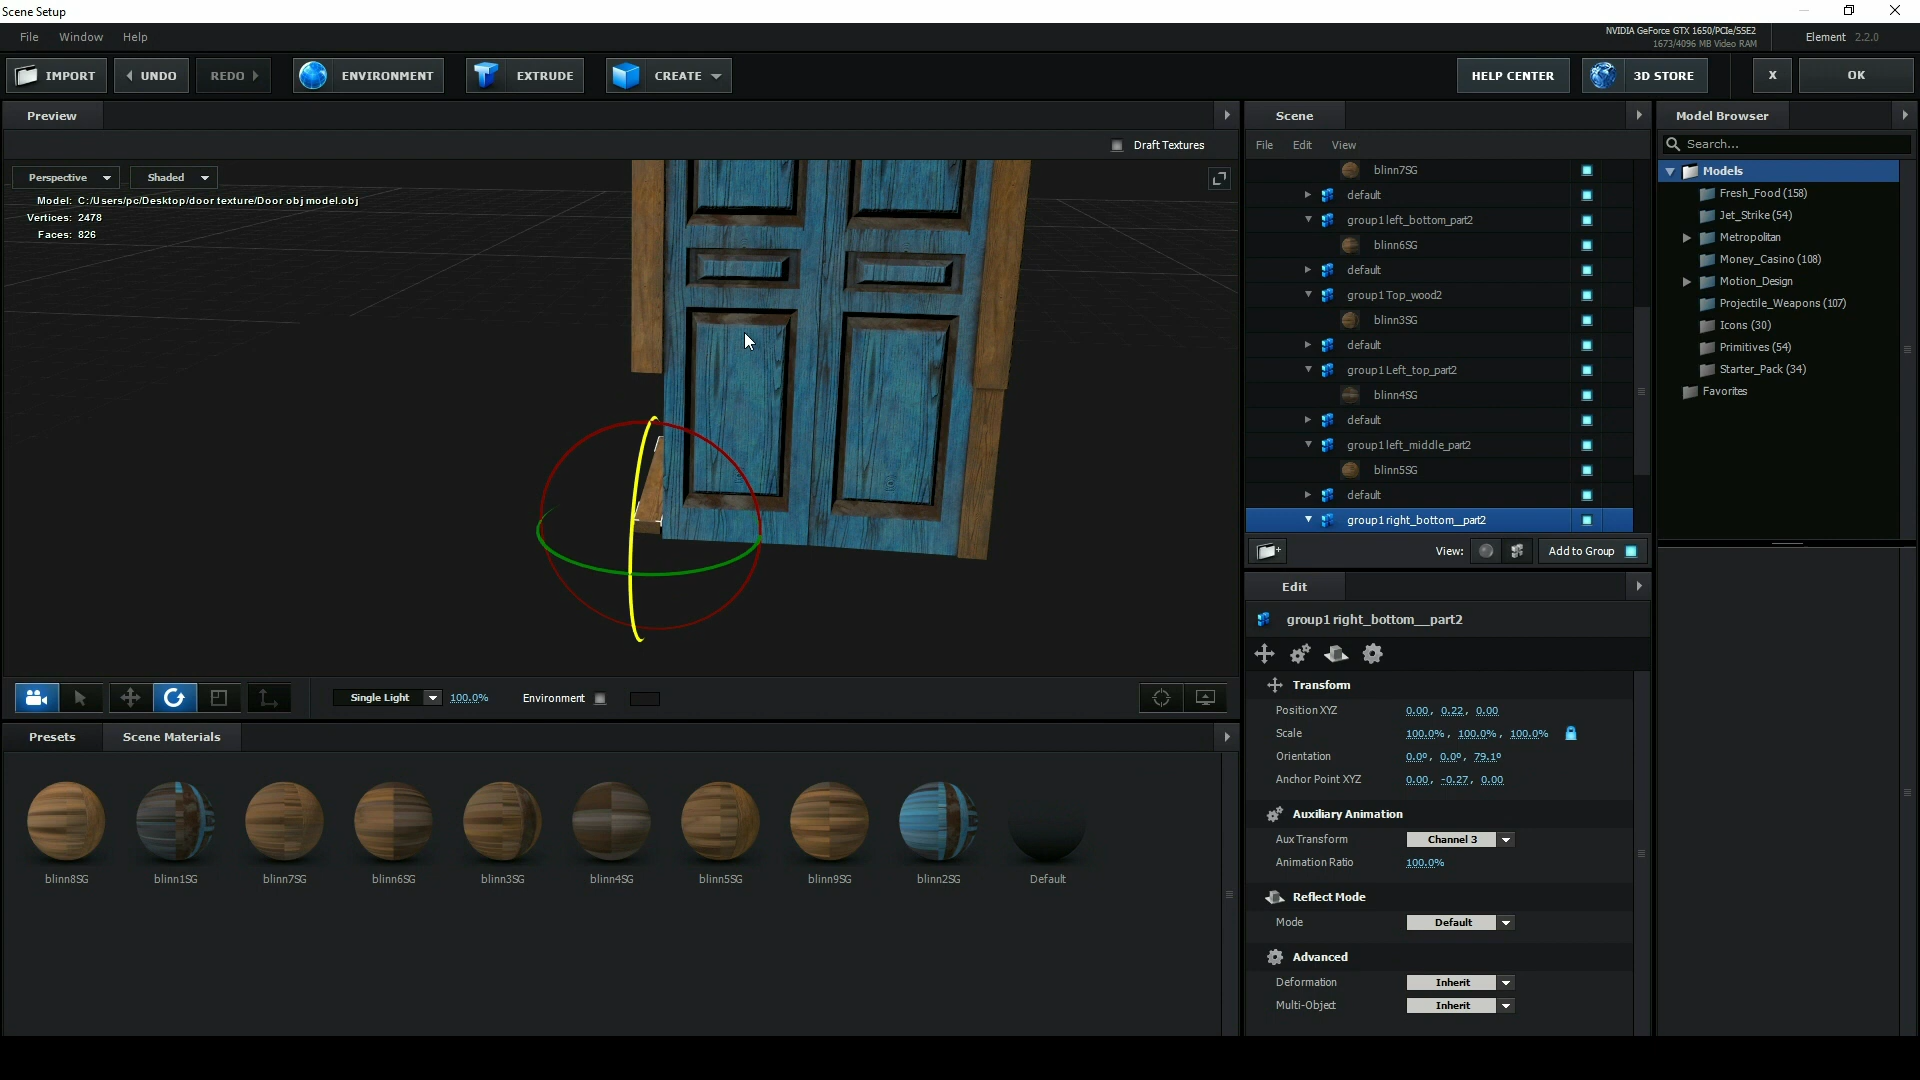 Scene Setup
File Window Help
NVIDIA GeForce GTX 1650/PCIe/SSE2
1673/4096 MB Video RAM
Element 2.2.0
IMPORT UNDO REDO ENVIRONMENT EXTRUDE CREATE HELP CENTER 3D STORE X OK
Preview
Draft Textures
Perspective Shaded
Model: C:/Users/pc/Desktop/door texture/Door obj model.obj
Vertices: 2478
Faces: 826
Single Light 100.0% Environment
Presets Scene Materials
blinn8SG blinn1SG blinn7SG blinn6SG blinn3SG blinn4SG blinn5SG blinn9SG blinn2SG Default
Scene
File Edit View
blinn7SG
default
group1 left_bottom_part2
blinn6SG
default
group1 Top_wood2
blinn3SG
default
group1 Left_top_part2
blinn4SG
default
group1 left_middle_part2
blinn5SG
default
group1 right_bottom__part2
View: Add to Group
Edit
group1 right_bottom__part2
Transform
Position XYZ 0.00, 0.22, 0.00
Scale 100.0%, 100.0%, 100.0%
Orientation 0.0º, 0.0º, 79.1º
Anchor Point XYZ 0.00, -0.27, 0.00
Auxiliary Animation
Aux Transform Channel 3
Animation Ratio 100.0%
Reflect Mode
Mode Default
Advanced
Deformation Inherit
Multi-Object Inherit
Model Browser
Search...
Models
Fresh_Food (158)
Jet_Strike (54)
Metropolitan
Money_Casino (108)
Motion_Design
Projectile_Weapons (107)
Icons (30)
Primitives (54)
Starter_Pack (34)
Favorites